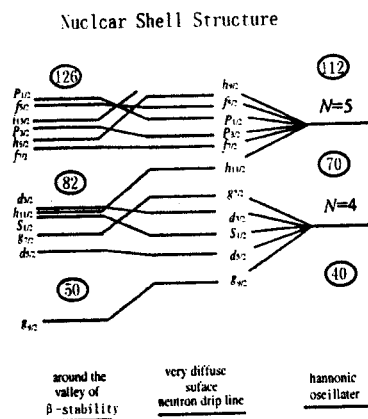 Nuclcar Shell Structure
126
P1/2
f5/2
i13/2
P3/2
h9/2
f7/2
82
d3/2
h11/2
S1/2
g7/2
d5/2
50
g9/2
h9/2
f5/2
P1/2
P3/2
f7/2
h11/2
g7/2
d3/2
S1/2
d5/2
g9/2
112
N=5
70
N=4
40
around the
valley of
β-stability
very diffuse
suface
neutron drip line
hannonic
oscillater